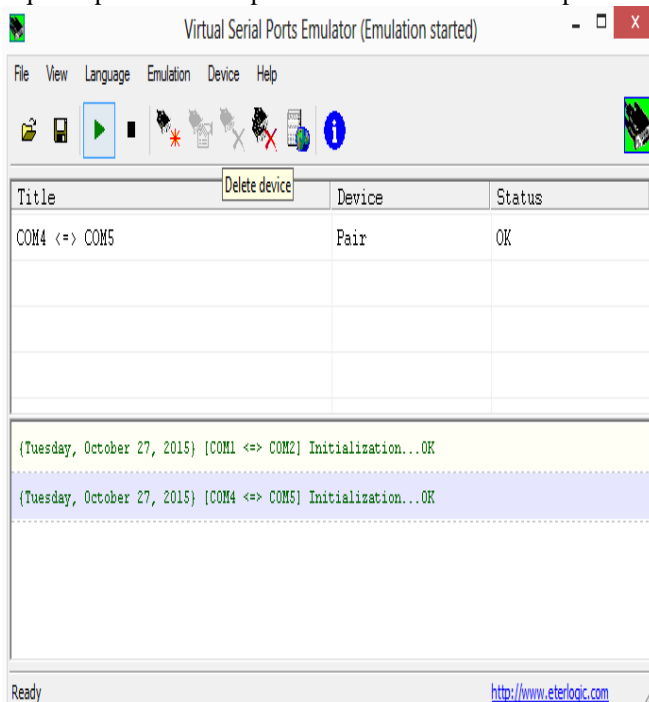 Virtual Serial Ports Emulator (Emulation started)
File View Language Emulation Device Help
Delete device
Title Device Status
COM4 <=> COM5 Pair OK
{Tuesday, October 27, 2015} [COM1 <=> COM2] Initialization...OK
{Tuesday, October 27, 2015} [COM4 <=> COM5] Initialization...OK
Ready http://www.eterlogic.com